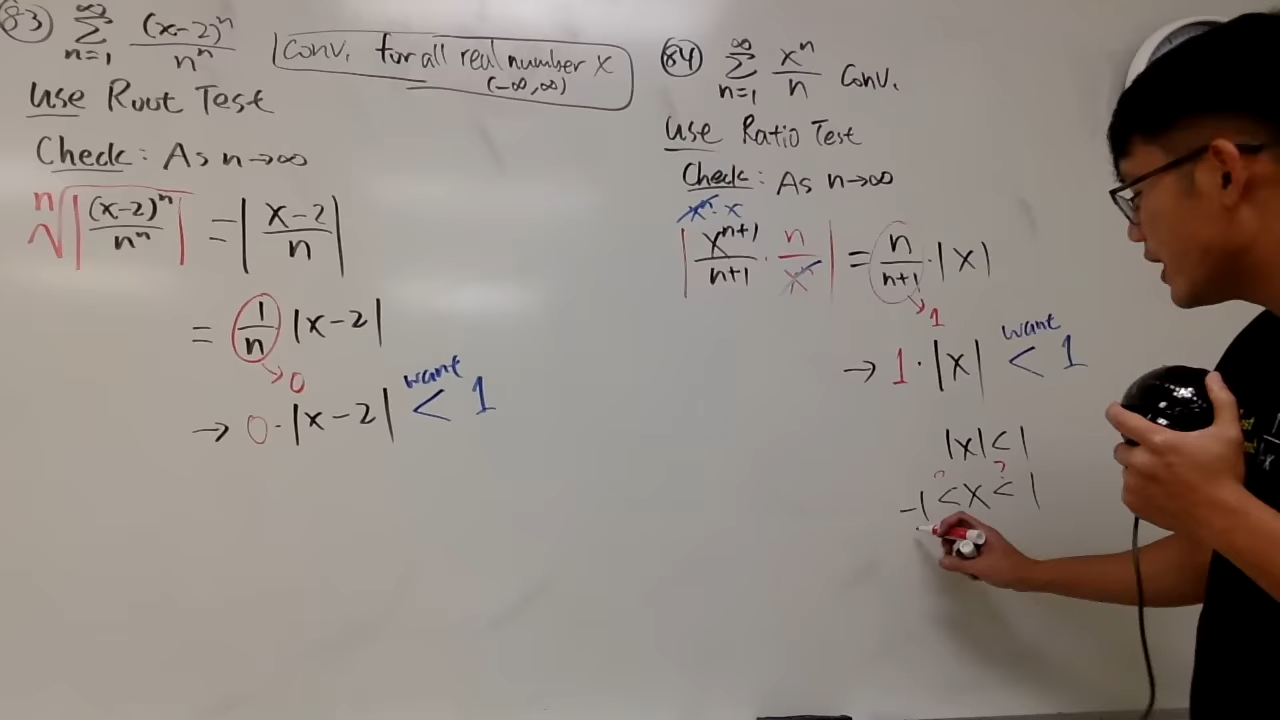 83) ∞ Σ n=1 (x-2)^n / n^n
conv. for all real number x
(-∞,∞)
Use Root Test
Check: As n→∞
n√|(x-2)^n / n^n| = |x-2 / n|
= 1/n |x-2|
→0
→ 0·|x-2| < 1
want
84) ∞ Σ n=1 x^n / n Conv.
Use Ratio Test
Check: As n→∞
x^n·x
|x^(n+1) / n+1 · n / x^n| = n / n+1 · |x|
→1
→ 1·|x| < 1
want
|x|<1
? ?
-1<x<1